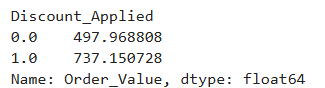 Discount_Applied
0.0    497.968808
1.0    737.150728
Name: Order_Value, dtype: float64